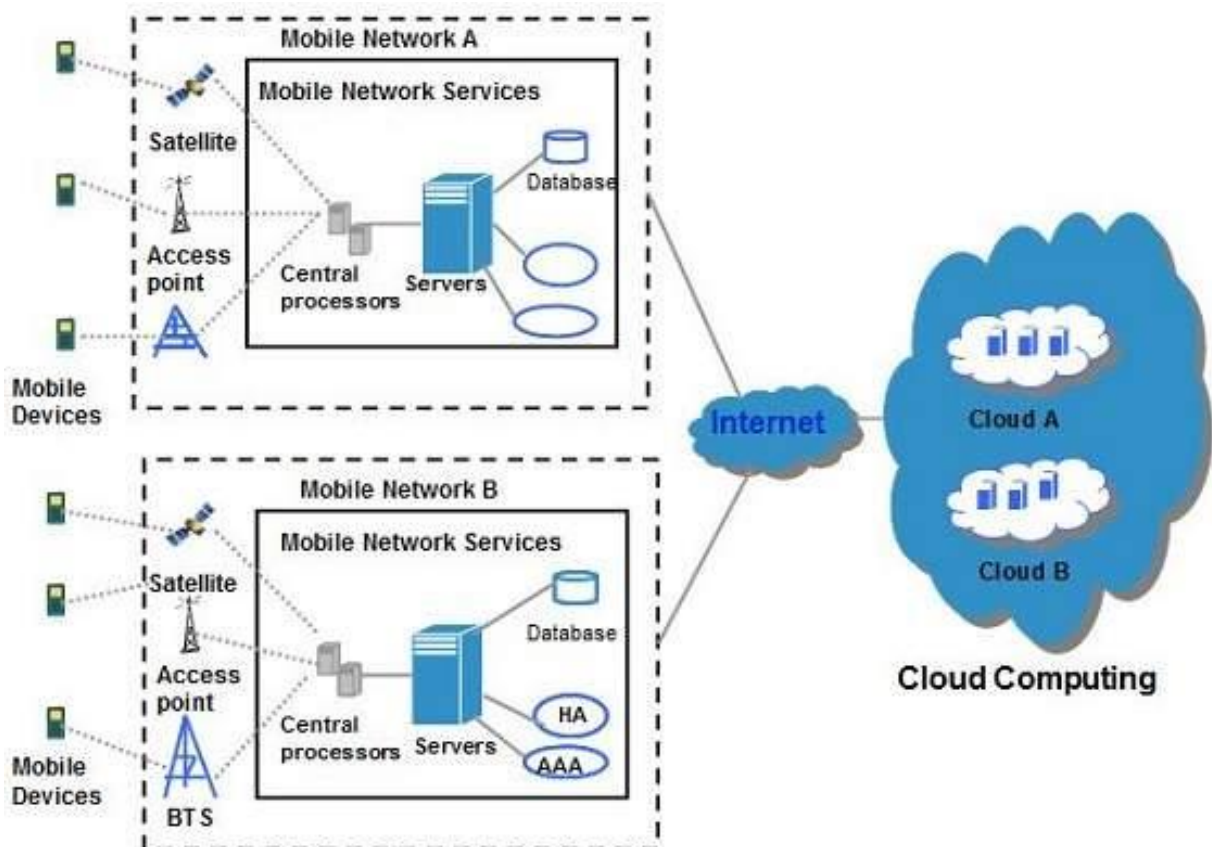 Mobile Network A
Mobile Network Services
Satellite
Database
Access
point
Central
processors
Servers
Mobile
Devices
Internet
Cloud A
Cloud B
Cloud Computing
Mobile Network B
Mobile Network Services
Satellite
Database
Access
point
HA
Central
processors
Servers
AAA
Mobile
Devices
BTS